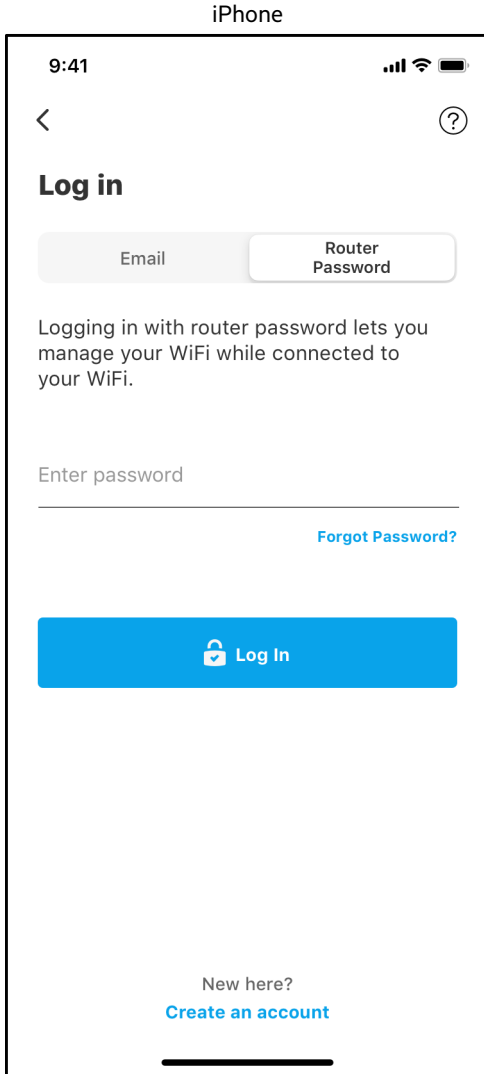 iPhone
9:41
?
Log in
Email
Router
Password
Logging in with router password lets you
manage your WiFi while connected to
your WiFi.
Enter password
Forgot Password?
Log In
New here?
Create an account